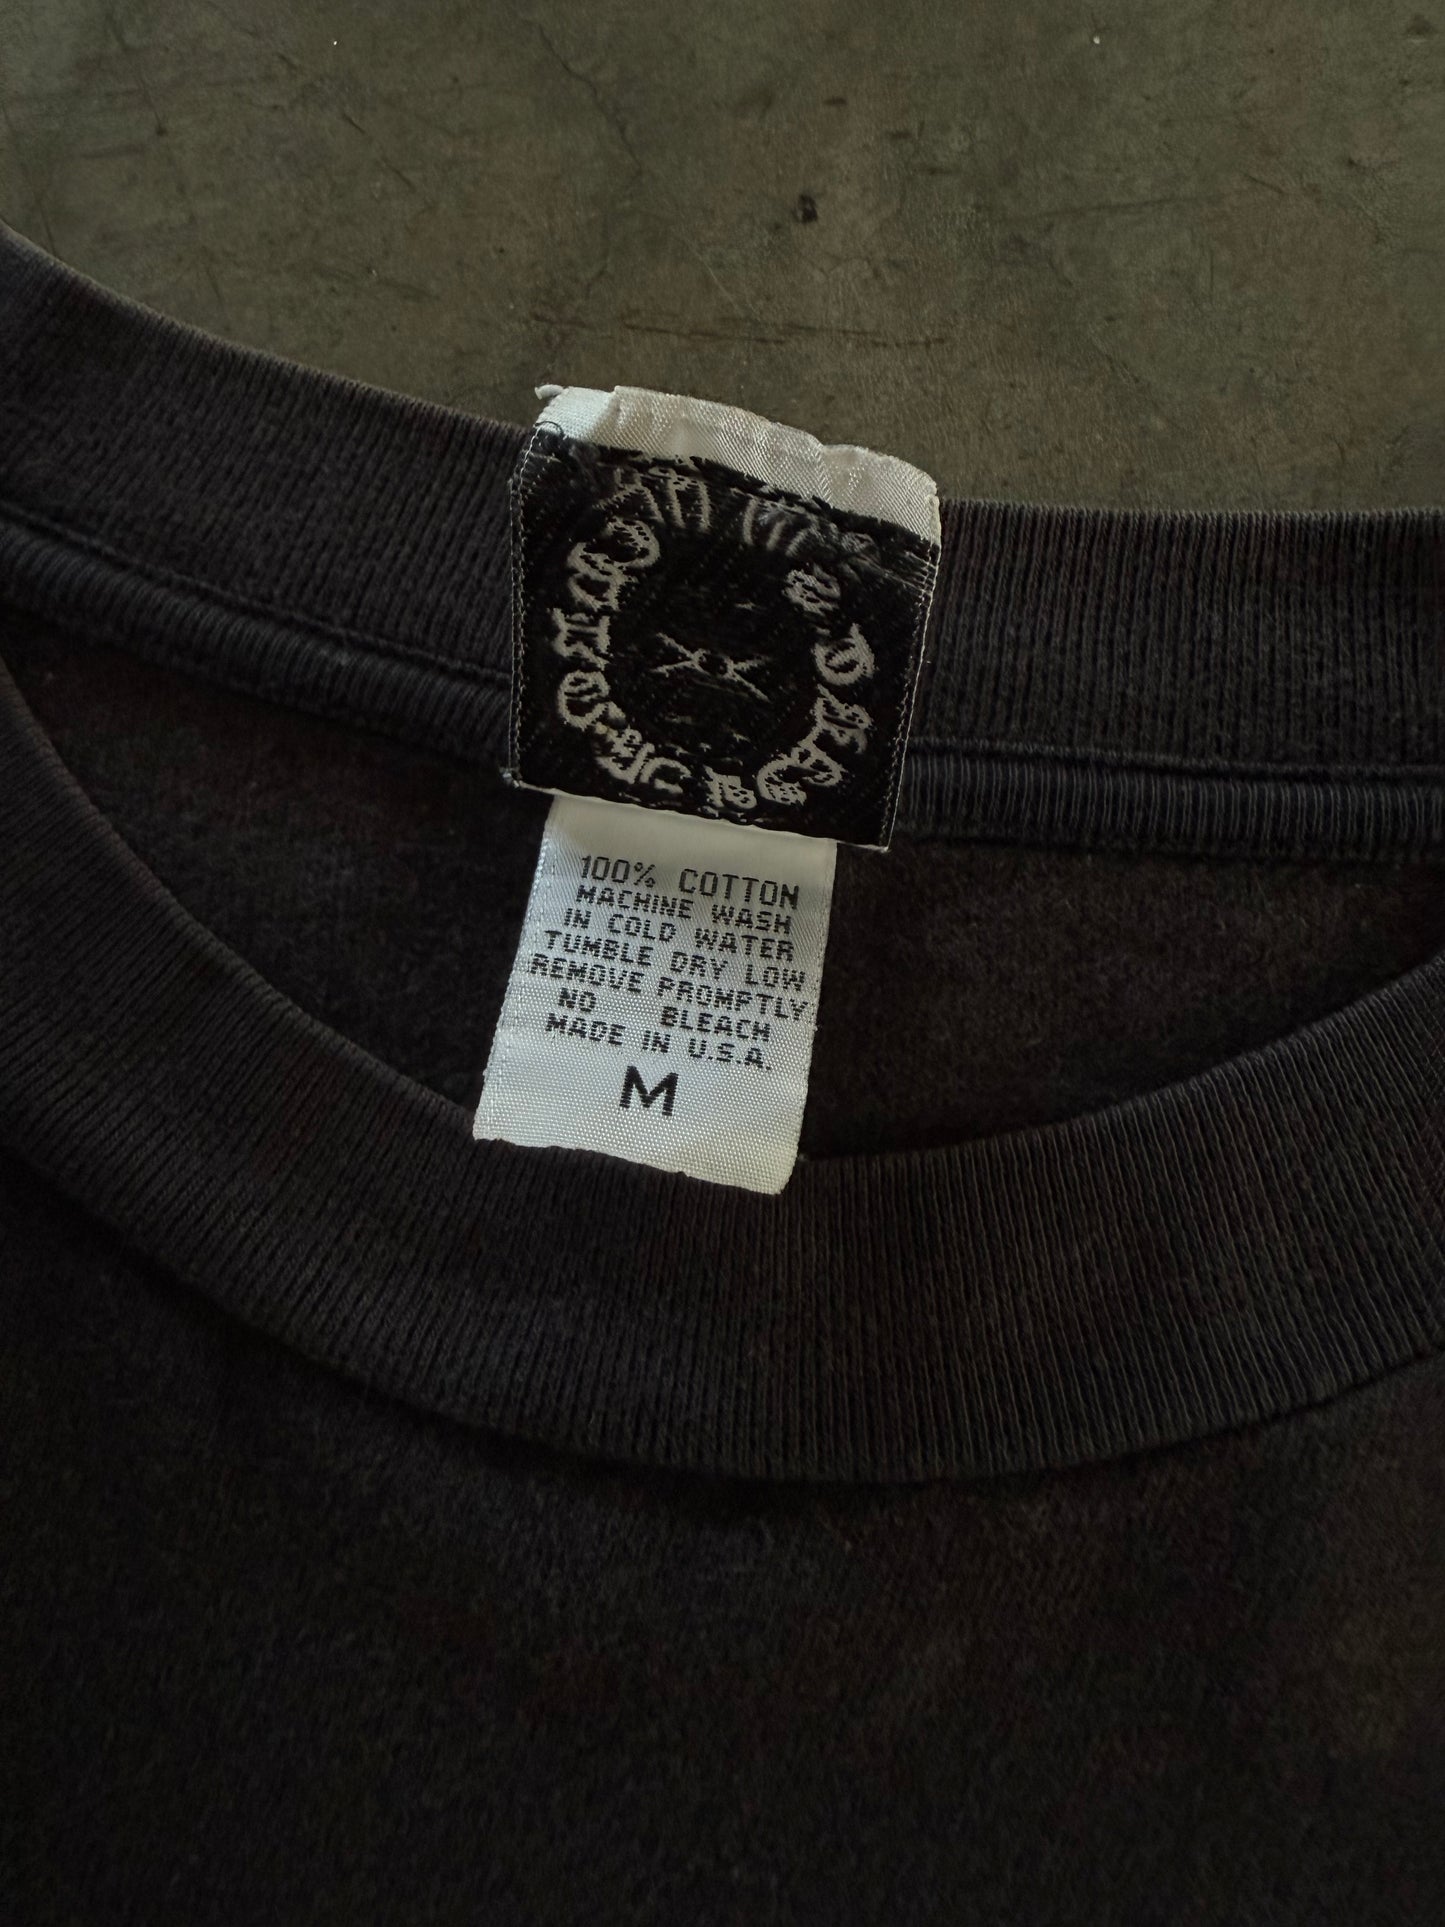 100% COTTON
MACHINE WASH
IN COLD WATER
TUMBLE DRY LOW
REMOVE PROMPTLY
NO BLEACH
MADE IN U.S.A.
M